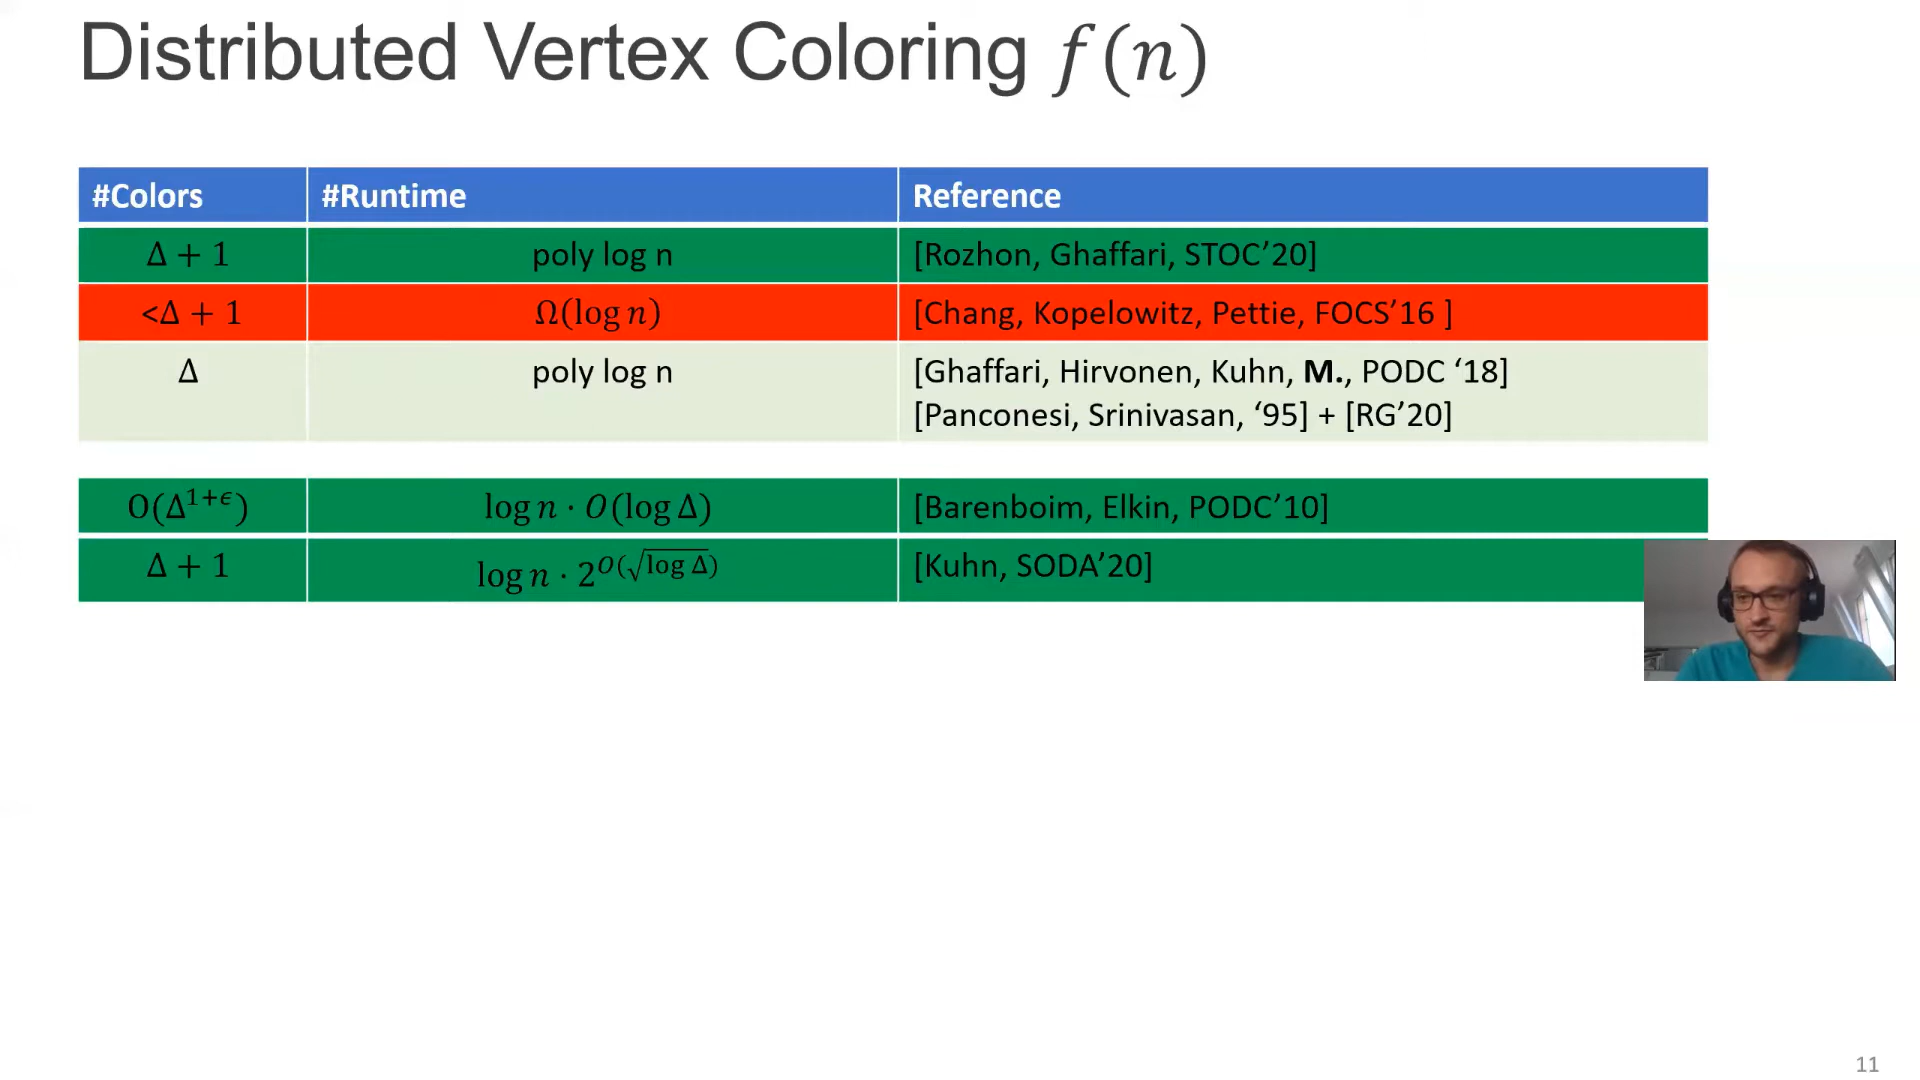 Distributed Vertex Coloring f(n)
#Colors #Runtime Reference
Δ + 1 poly log n [Rozhon, Ghaffari, STOC’20]
<Δ + 1 Ω(log n) [Chang, Kopelowitz, Pettie, FOCS’16 ]
Δ poly log n [Ghaffari, Hirvonen, Kuhn, M., PODC ‘18]
[Panconesi, Srinivasan, ‘95] + [RG’20]
O(Δ^{1+ϵ}) log n · O(log Δ) [Barenboim, Elkin, PODC’10]
Δ + 1 log n · 2^{O(√log Δ)} [Kuhn, SODA’20]
11